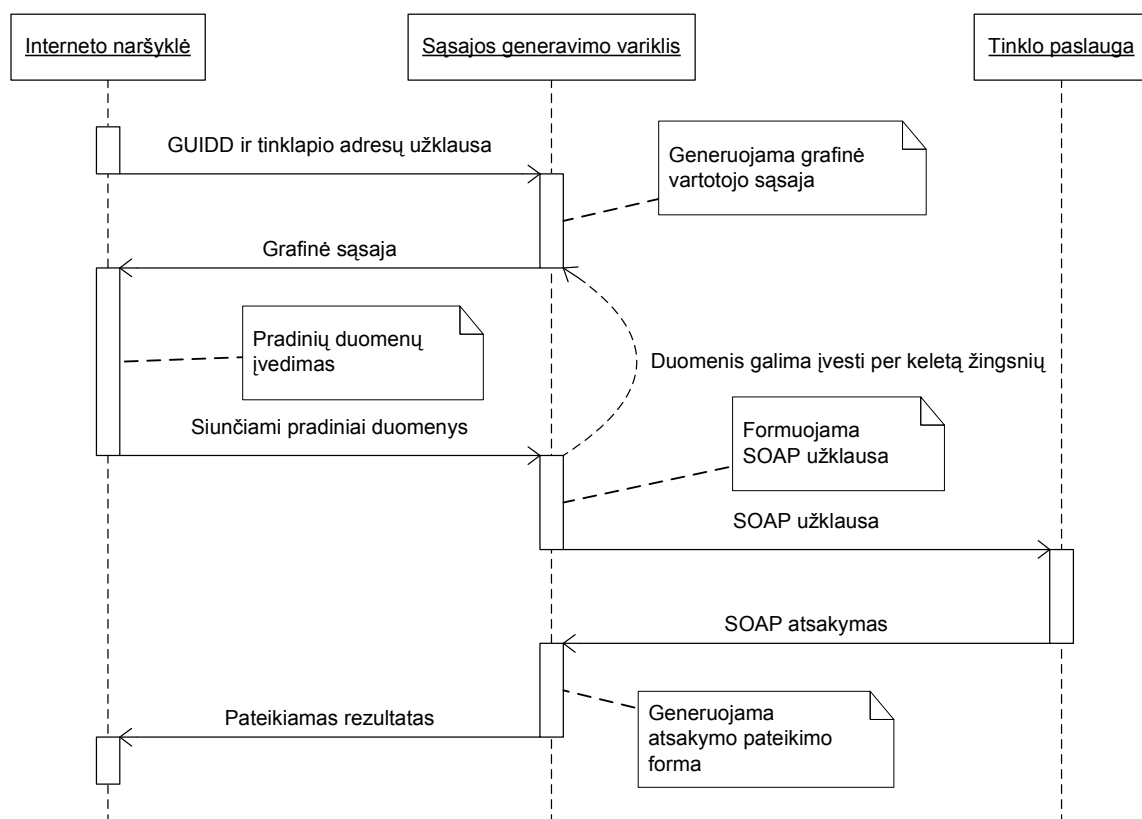 Interneto naršyklė
Sąsajos generavimo variklis
Tinklo paslauga
GUIDD ir tinklapio adresų užklausa
Generuojama grafinė
vartotojo sąsaja
Grafinė sąsaja
Pradinių duomenų
įvedimas
Duomenis galima įvesti per keletą žingsnių
Siunčiami pradiniai duomenys
Formuojama
SOAP užklausa
SOAP užklausa
SOAP atsakymas
Pateikiamas rezultatas
Generuojama
atsakymo pateikimo
forma